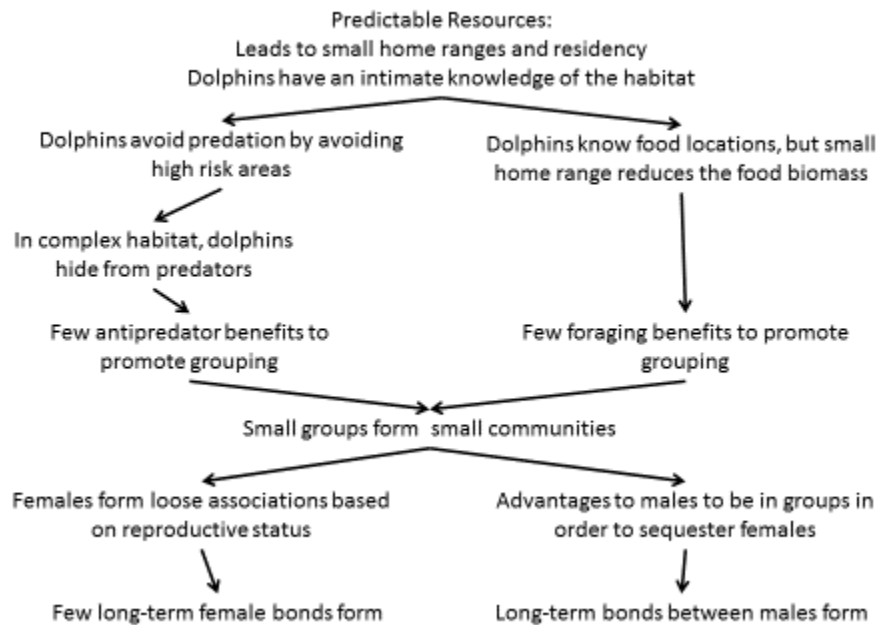 Predictable Resources:
Leads to small home ranges and residency
Dolphins have an intimate knowledge of the habitat
Dolphins avoid predation by avoiding
high risk areas
Dolphins know food locations, but small
home range reduces the food biomass
In complex habitat, dolphins
hide from predators
Few antipredator benefits to
promote grouping
Few foraging benefits to promote
grouping
Small groups form small communities
Females form loose associations based
on reproductive status
Advantages to males to be in groups in
order to sequester females
Few long-term female bonds form
Long-term bonds between males form